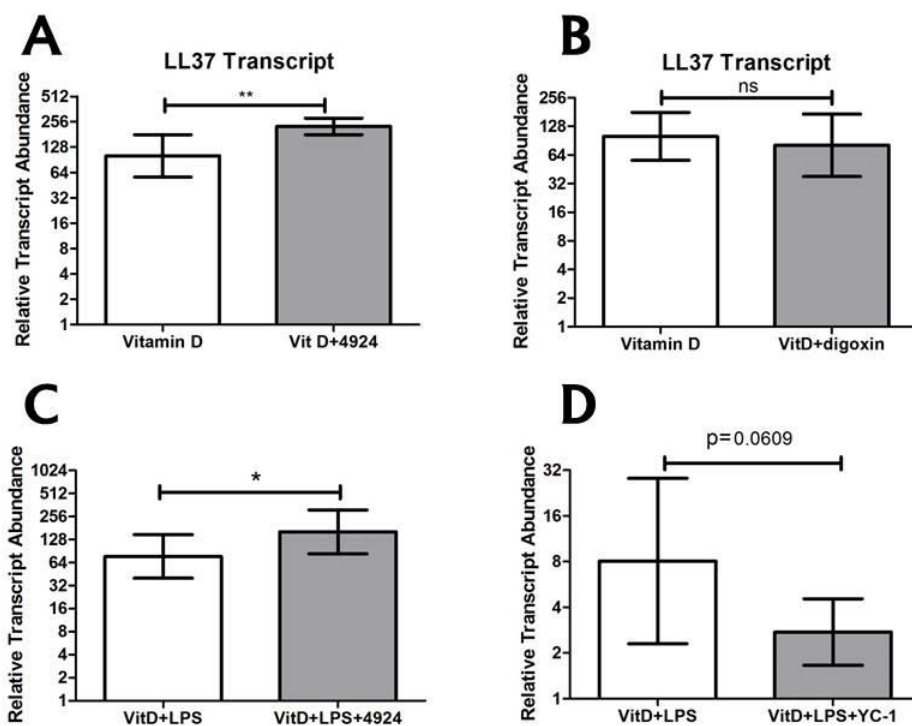 A
LL37 Transcript
**
Relative Transcript Abundance
512
256
128
64
32
16
8
4
2
1
Vitamin D
Vit D+4924
B
LL37 Transcript
ns
Relative Transcript Abundance
256
128
64
32
16
8
4
2
1
Vitamin D
VitD+digoxin
C
*
Relative Transcript Abundance
1024
512
256
128
64
32
16
8
4
2
1
VitD+LPS
VitD+LPS+4924
D
p=0.0609
Relative Transcript Abundance
32
16
8
4
2
1
VitD+LPS
VitD+LPS+YC-1